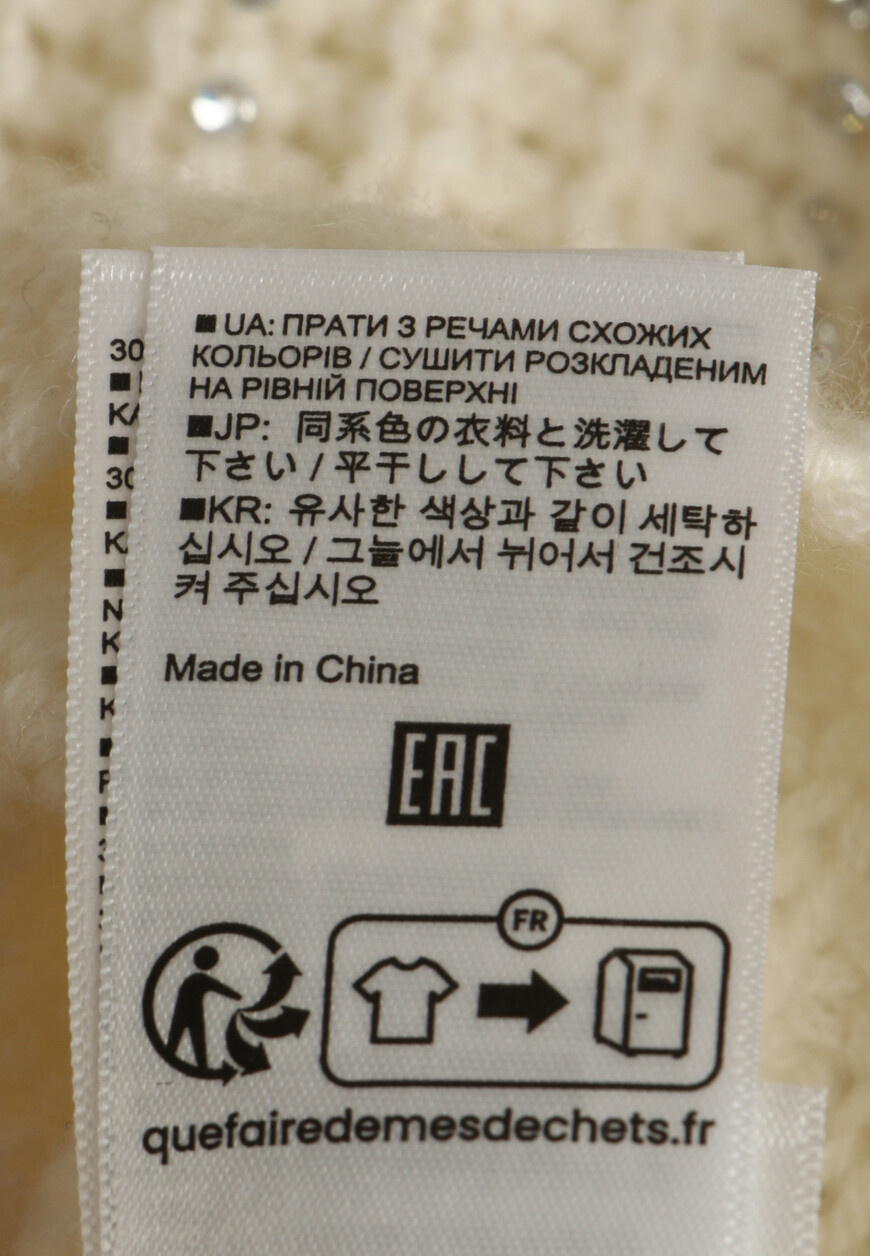 ■ UA: ПРАТИ З РЕЧАМИ СХОЖИХ
КОЛЬОРІВ / СУШИТИ РОЗКЛАДЕНИМ
НА РІВНІЙ ПОВЕРХНІ
■JP: 同系色の衣料と洗濯して
下さい / 平干しして下さい
■KR: 유사한 색상과 같이 세탁하
십시오 / 그늘에서 뉘어서 건조시
켜 주십시오
Made in China
EAC
FR
quefairedemesdechets.fr
30
30